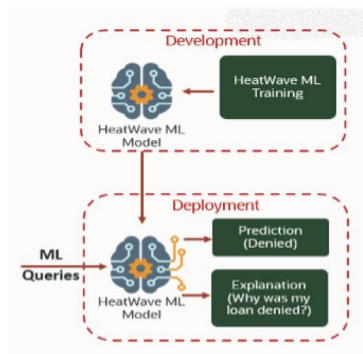 Development
HeatWave ML
Training
HeatWave ML
Model
Deployment
Prediction
(Denied)
ML
Queries
HeatWave ML
Model
Explanation
(Why was my
loan denied?)